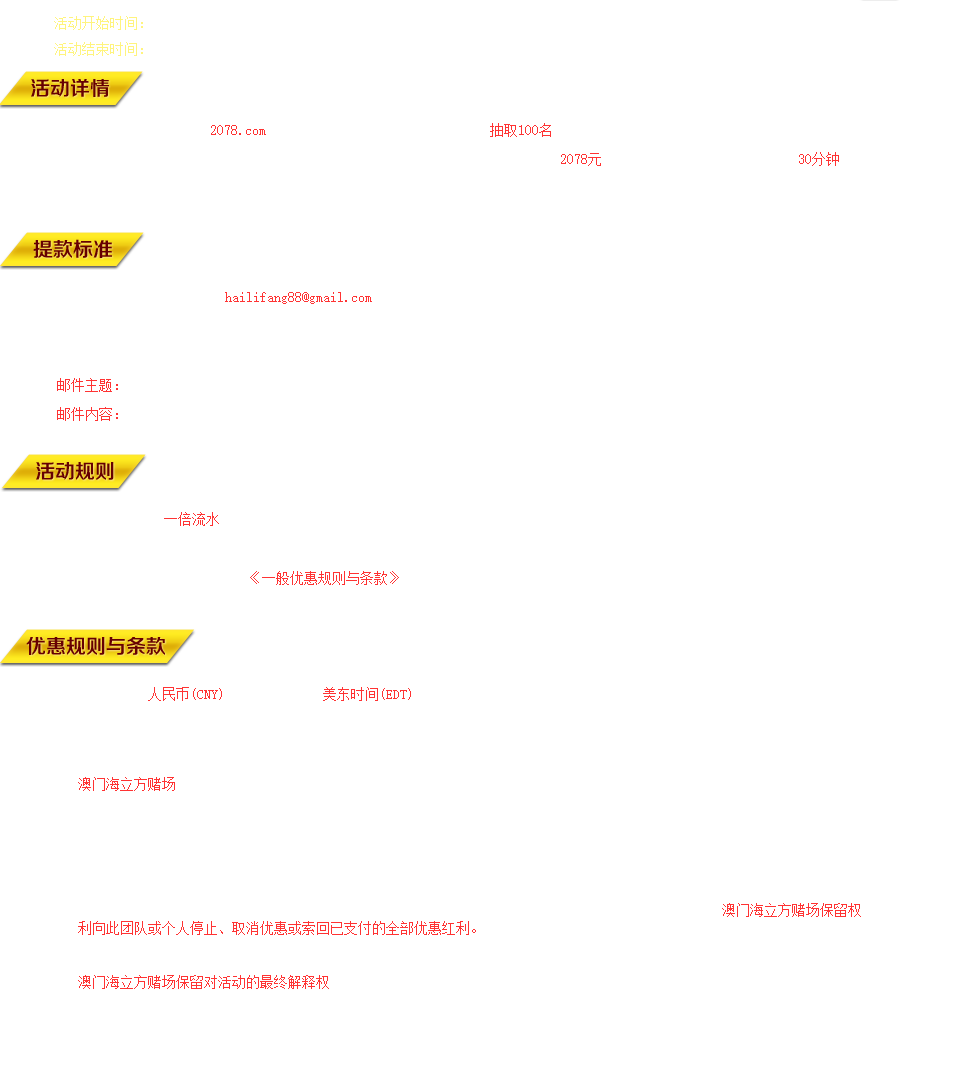 活动开始时间：
活动结束时间：
活动详情
2078.com 抽取100名
2078元 30分钟
提款标准
hailifang88@gmail.com
邮件主题：
邮件内容：
活动规则
一倍流水
《一般优惠规则与条款》
优惠规则与条款
人民币(CNY) 美东时间(EDT)
澳门海立方赌场
澳门海立方赌场保留权
利向此团队或个人停止、取消优惠或索回已支付的全部优惠红利。
澳门海立方赌场保留对活动的最终解释权